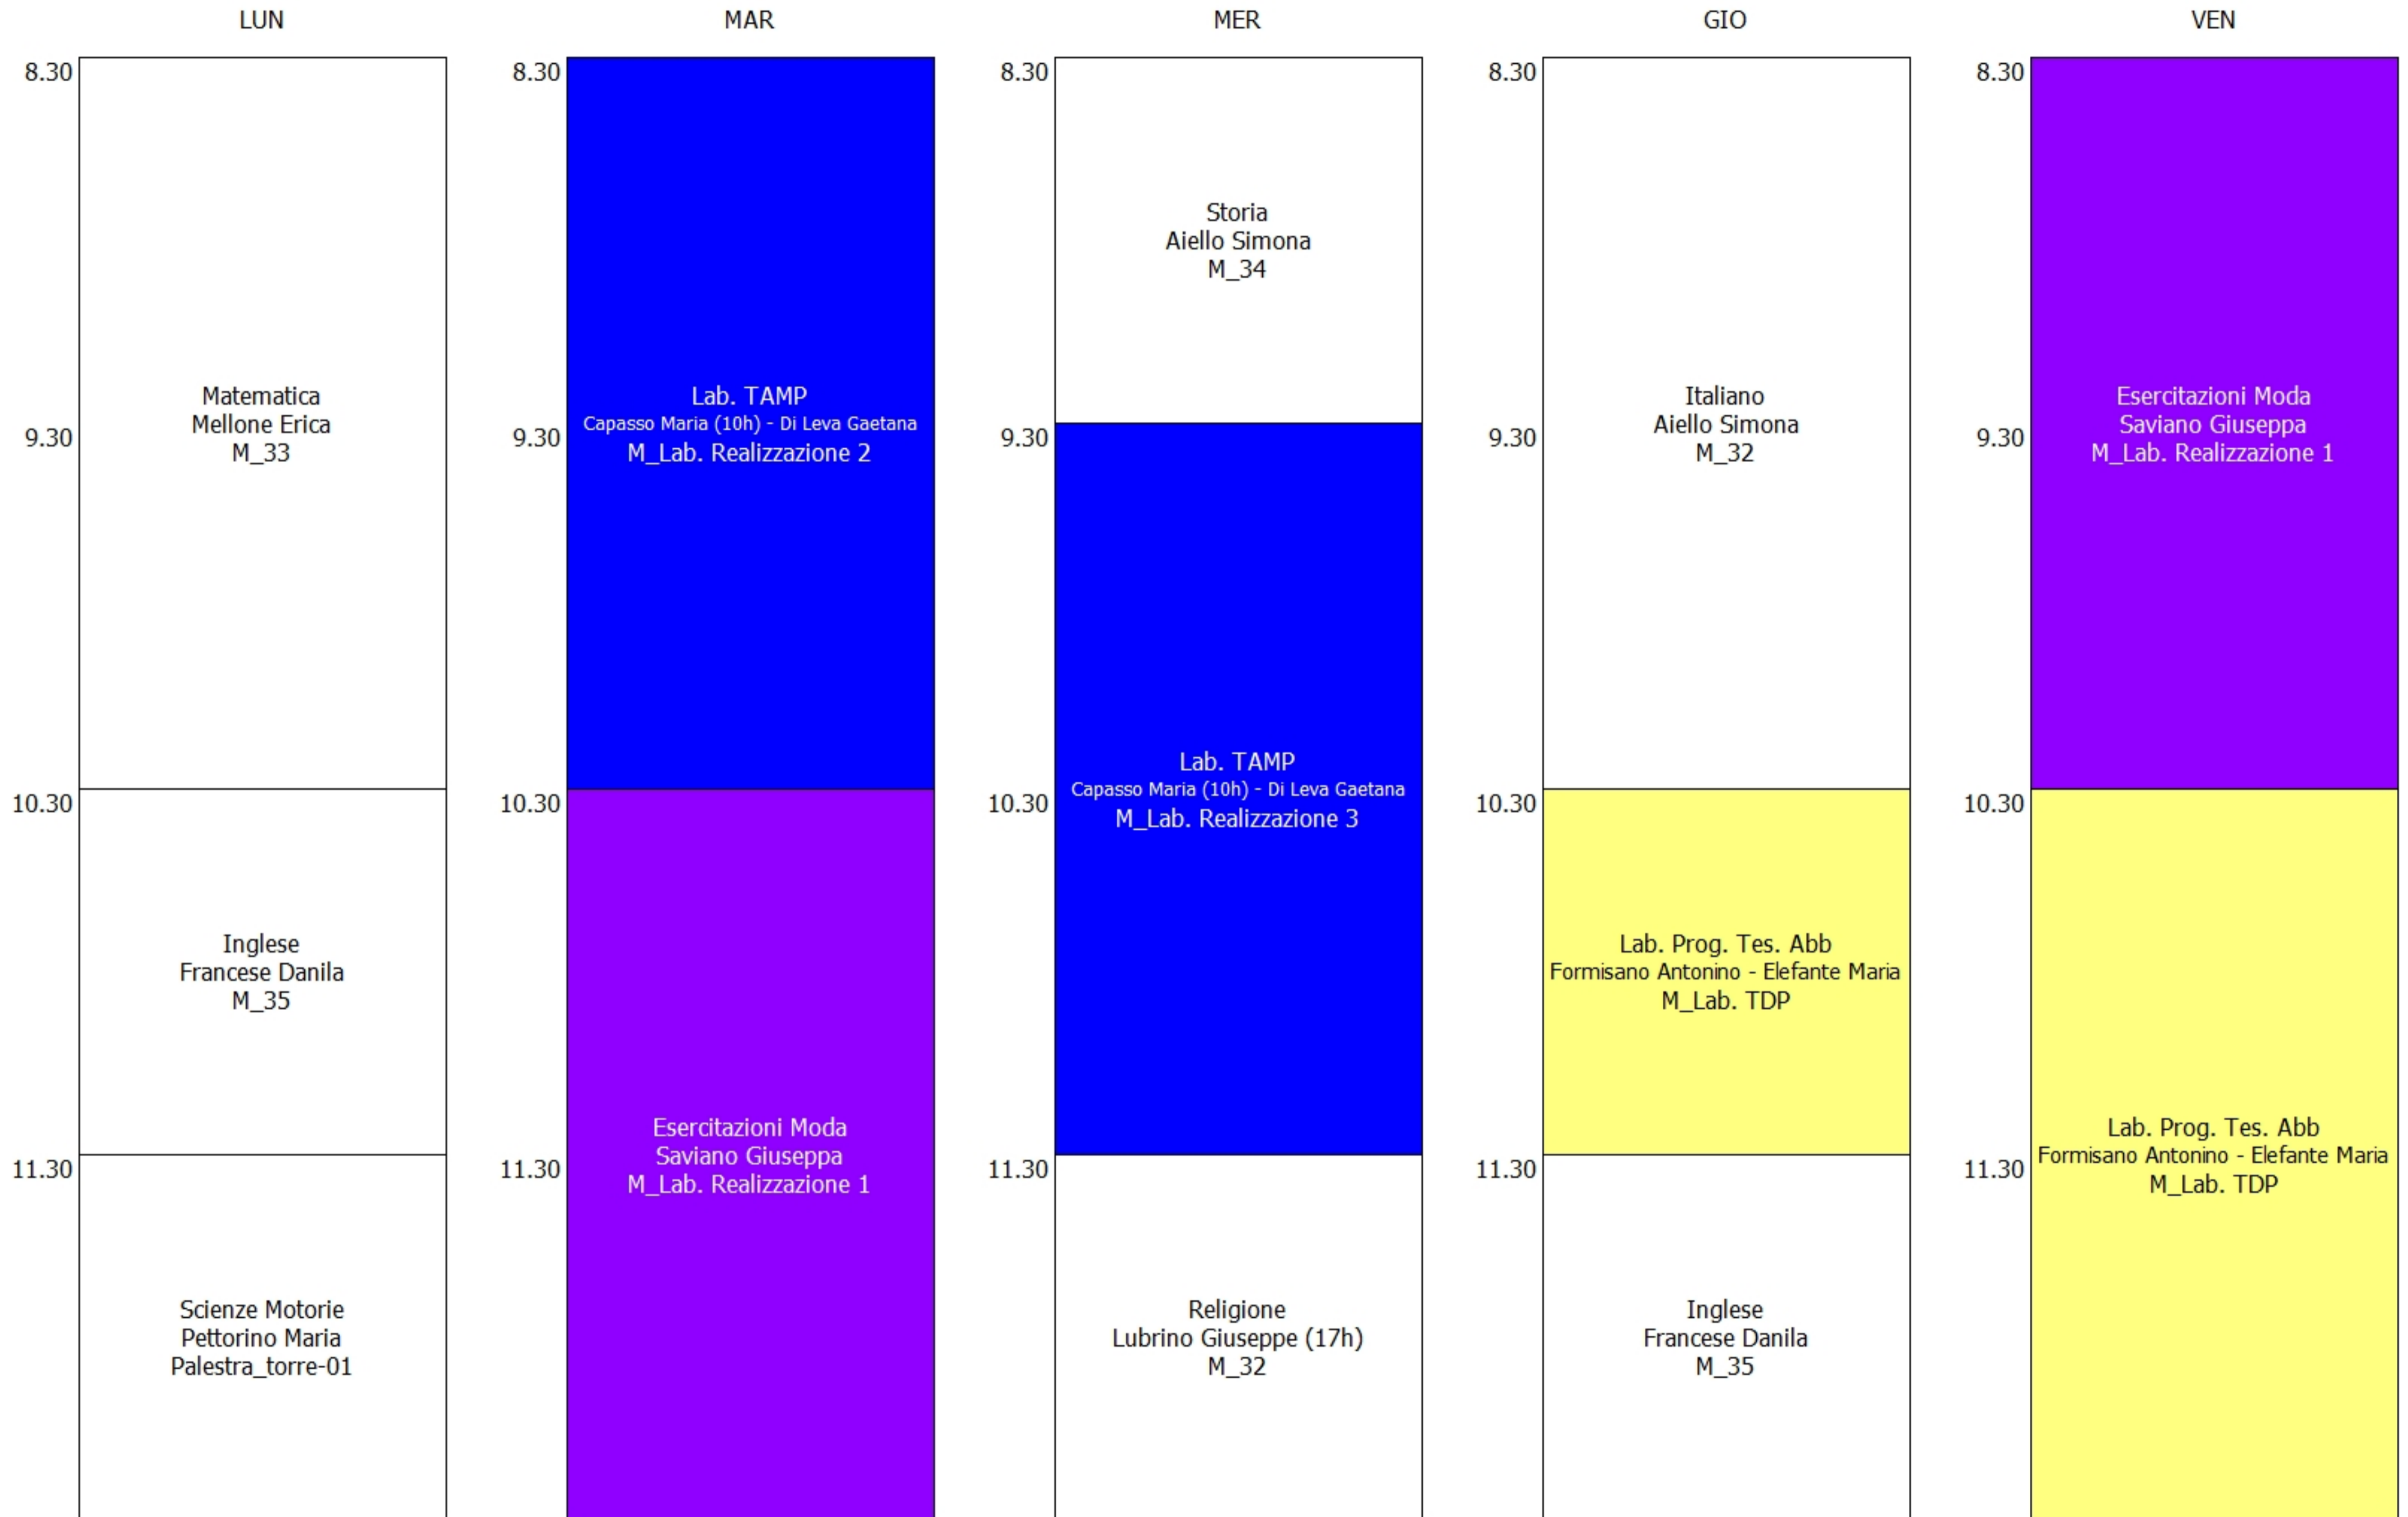 LUN
8.30
Matematica
Mellone Erica
M_33
9.30
10.30
Inglese
Francese Danila
M_35
11.30
Scienze Motorie
Pettorino Maria
Palestra_torre-01
MAR
8.30
Lab. TAMP
Capasso Maria (10h) - Di Leva Gaetana
M_Lab. Realizzazione 2
9.30
10.30
Esercitazioni Moda
Saviano Giuseppa
M_Lab. Realizzazione 1
11.30
MER
8.30
Storia
Aiello Simona
M_34
9.30
Lab. TAMP
Capasso Maria (10h) - Di Leva Gaetana
M_Lab. Realizzazione 3
10.30
11.30
Religione
Lubrino Giuseppe (17h)
M_32
GIO
8.30
Italiano
Aiello Simona
M_32
9.30
10.30
Lab. Prog. Tes. Abb
Formisano Antonino - Elefante Maria
M_Lab. TDP
11.30
Inglese
Francese Danila
M_35
VEN
8.30
Esercitazioni Moda
Saviano Giuseppa
M_Lab. Realizzazione 1
9.30
10.30
Lab. Prog. Tes. Abb
Formisano Antonino - Elefante Maria
M_Lab. TDP
11.30